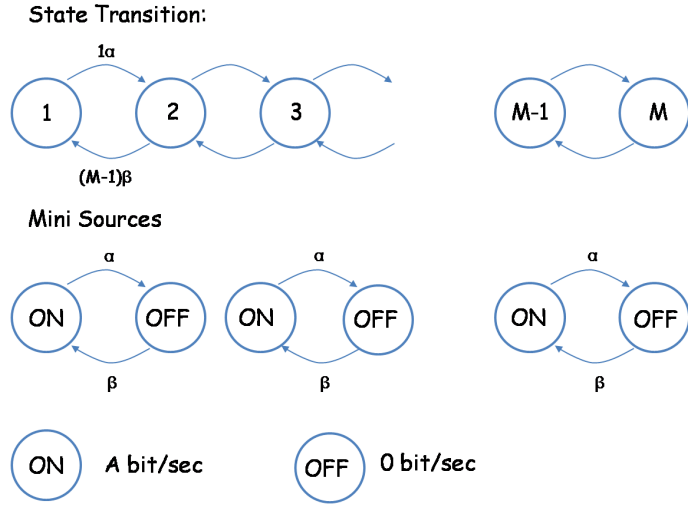 State Transition:
1α
1 2 3 M-1 M
(M-1)β
Mini Sources
α α α
ON OFF ON OFF ON OFF
β β β
ON A bit/sec OFF 0 bit/sec